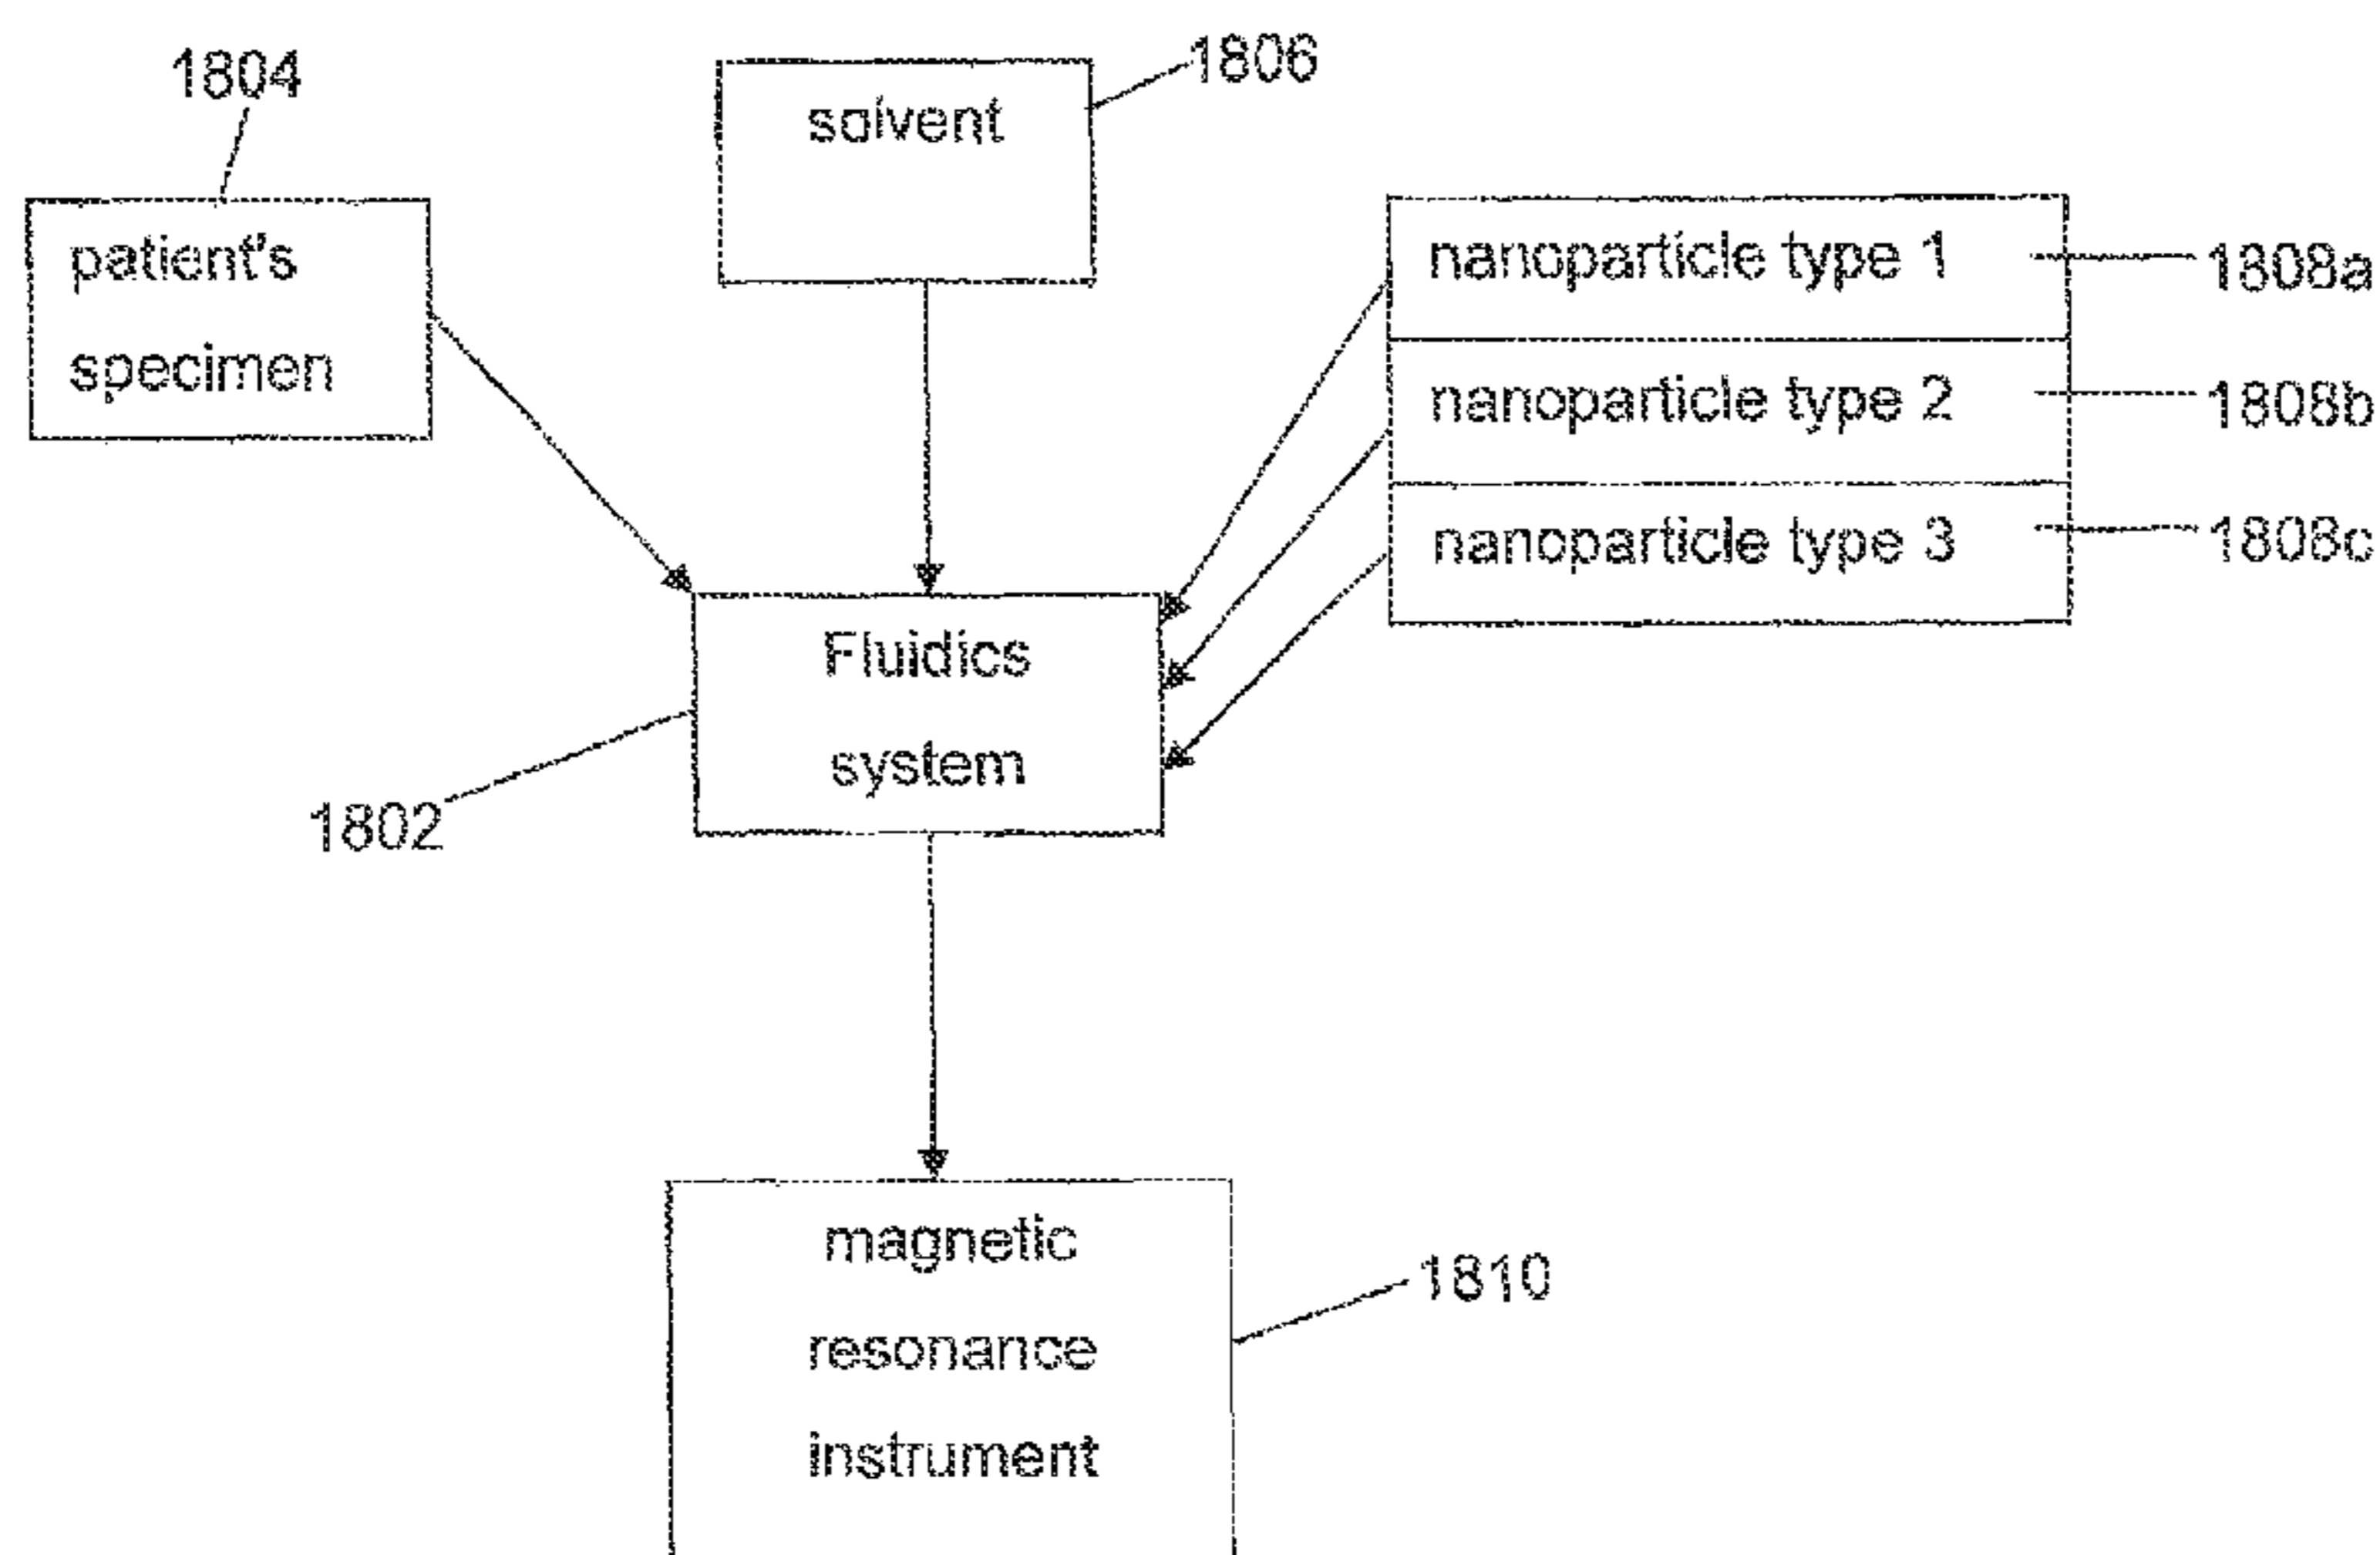 1804
1806
solvent
patient's
specimen
nanoparticle type 1
1808a
nanoparticle type 2
1808b
nanoparticle type 3
1808c
Fluidics
system
1802
magnetic
resonance
instrument
1810